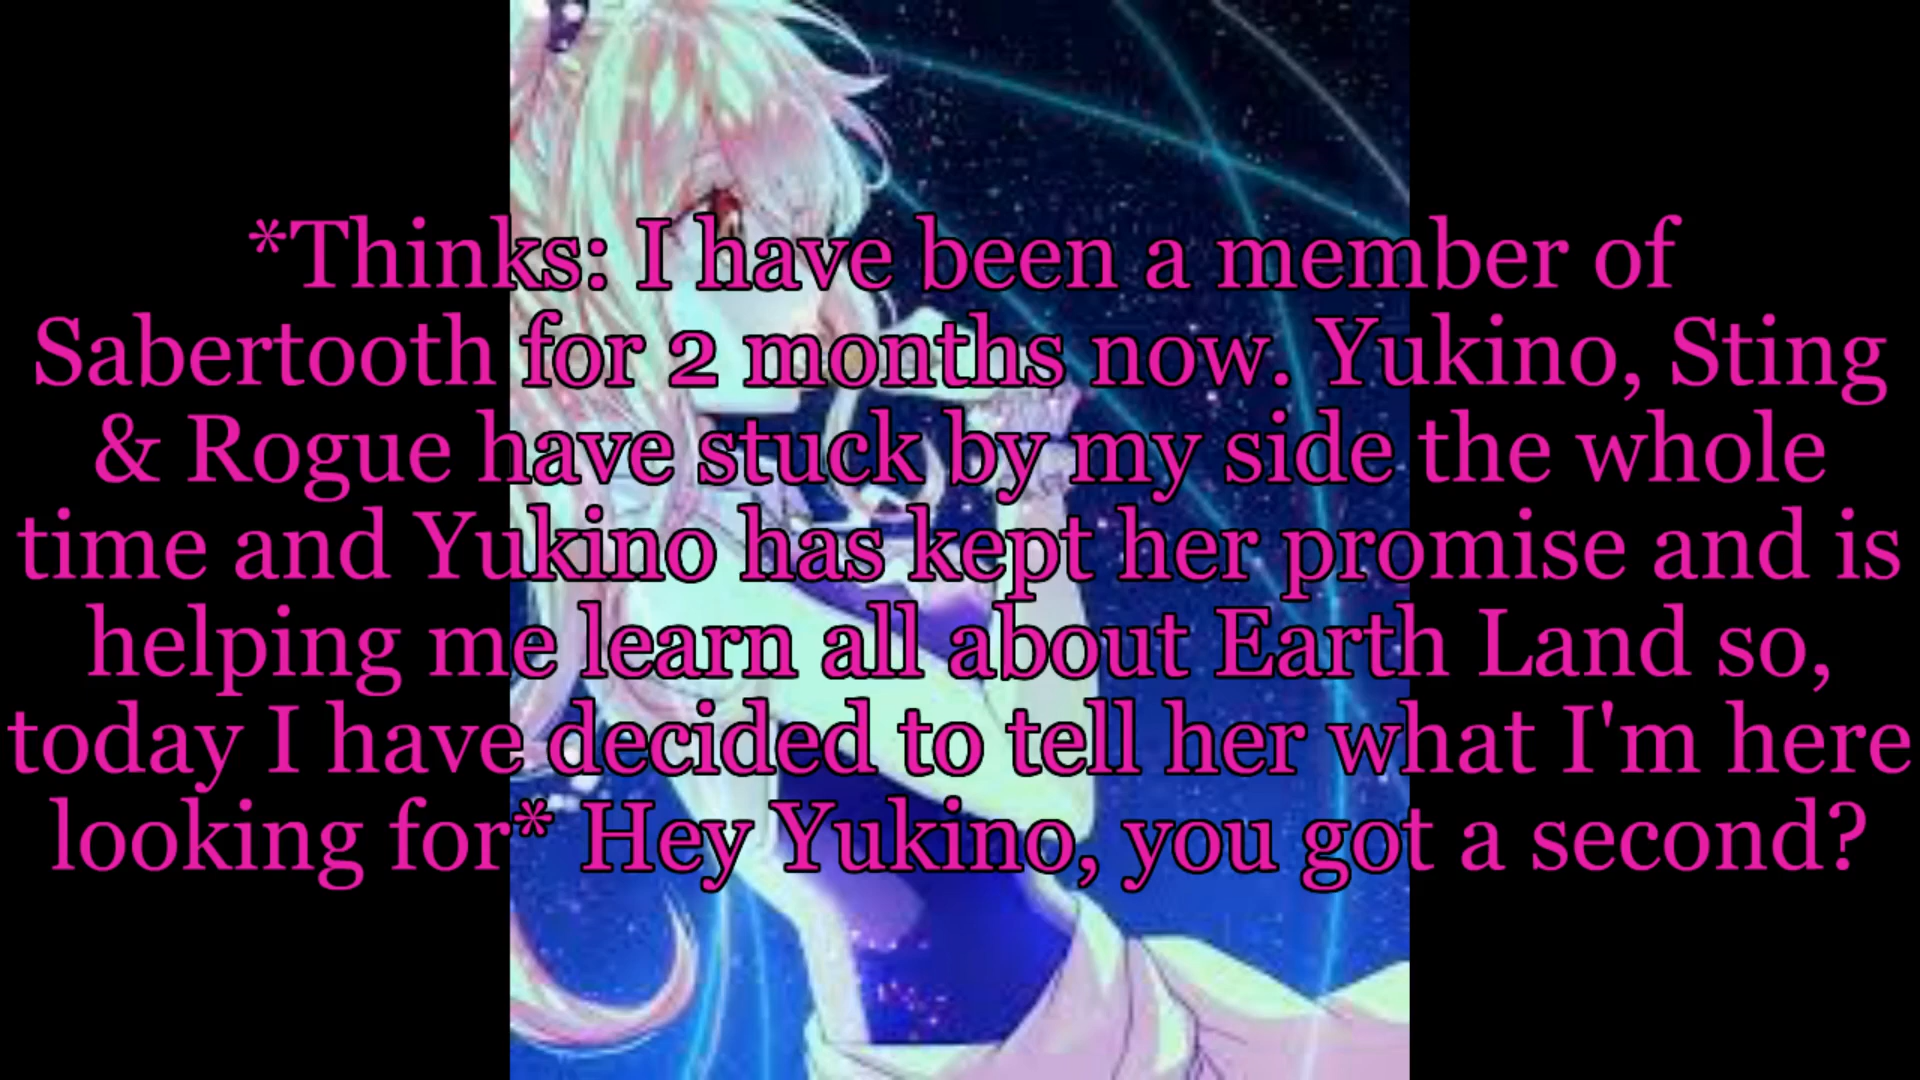 *Thinks: I have been a member of
Sabertooth for 2 months now. Yukino, Sting
& Rogue have stuck by my side the whole
time and Yukino has kept her promise and is
helping me learn all about Earth Land so,
today I have decided to tell her what I'm here
looking for* Hey Yukino, you got a second?